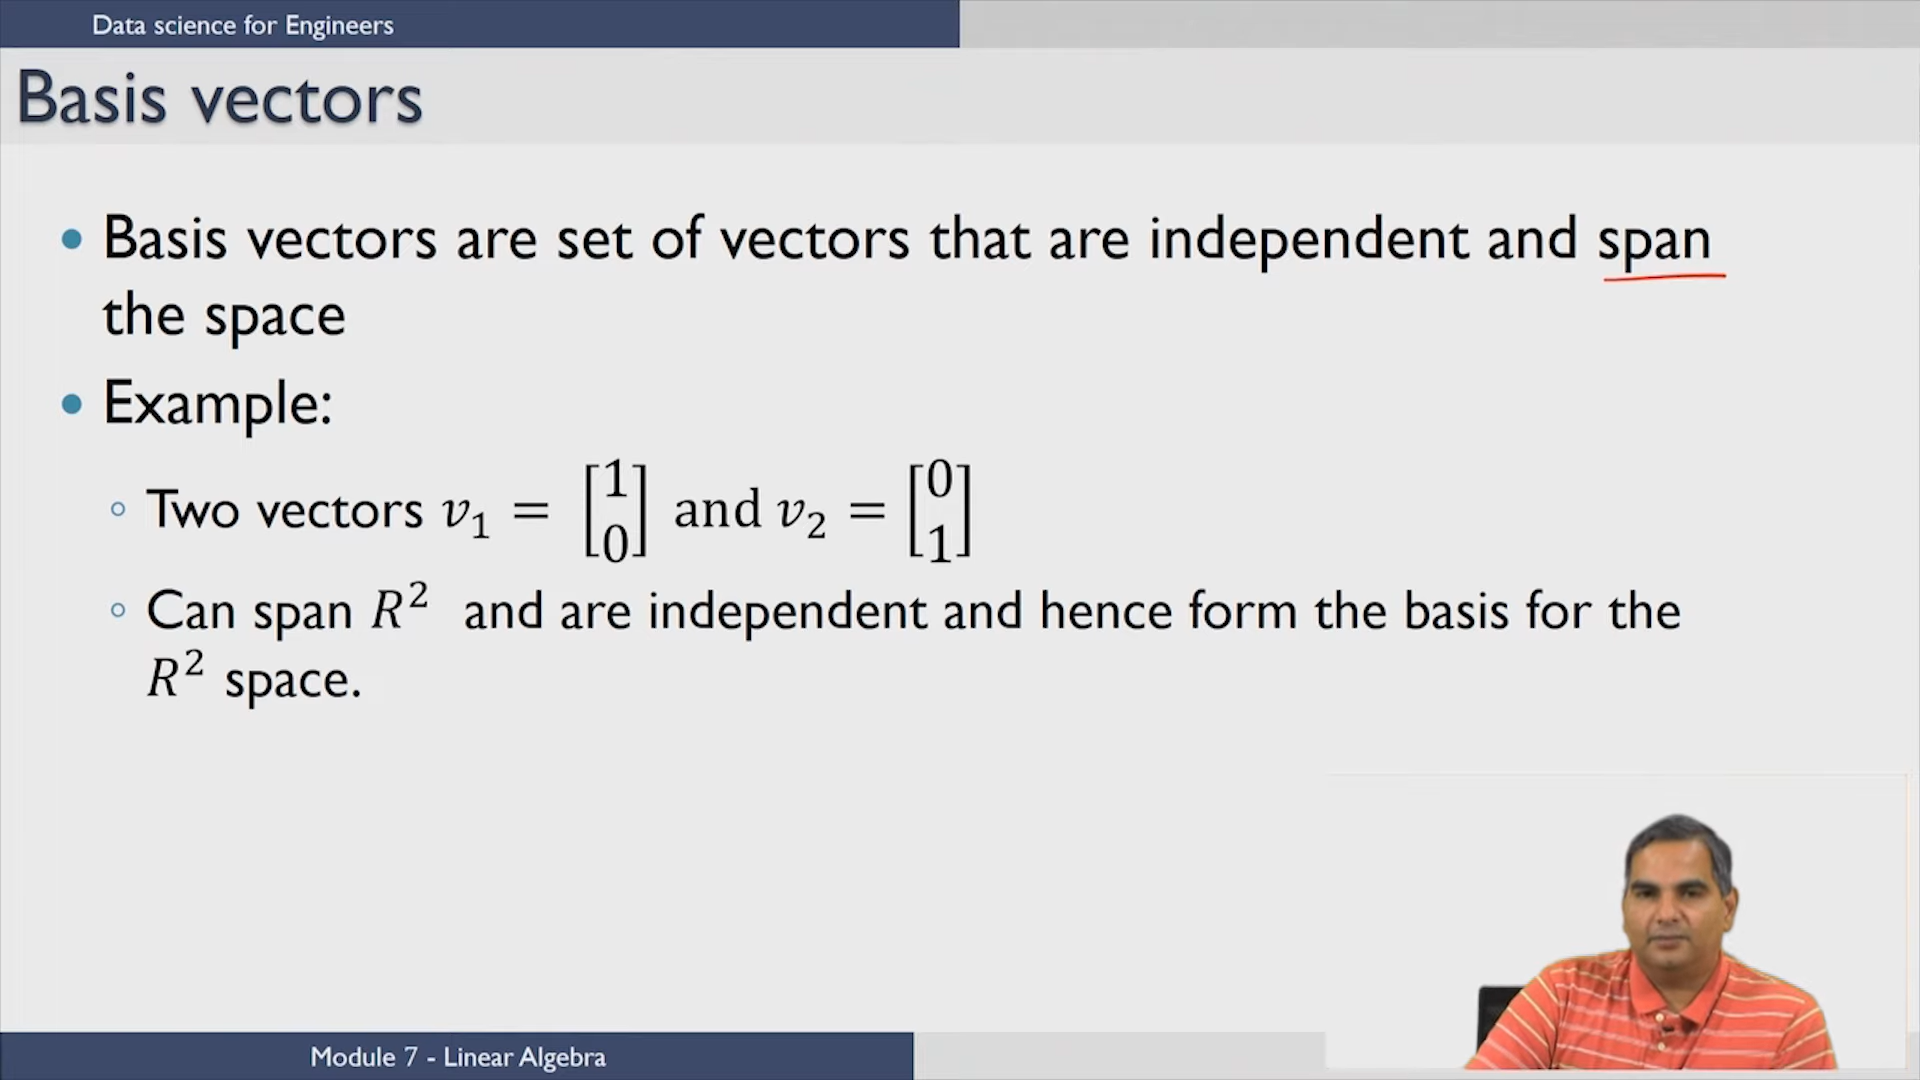 Data science for Engineers
Basis vectors
• Basis vectors are set of vectors that are independent and span
the space
• Example:
◦ Two vectors v₁ = [1 0] and v₂ = [0 1]
◦ Can span R² and are independent and hence form the basis for the
R² space.
Module 7 - Linear Algebra